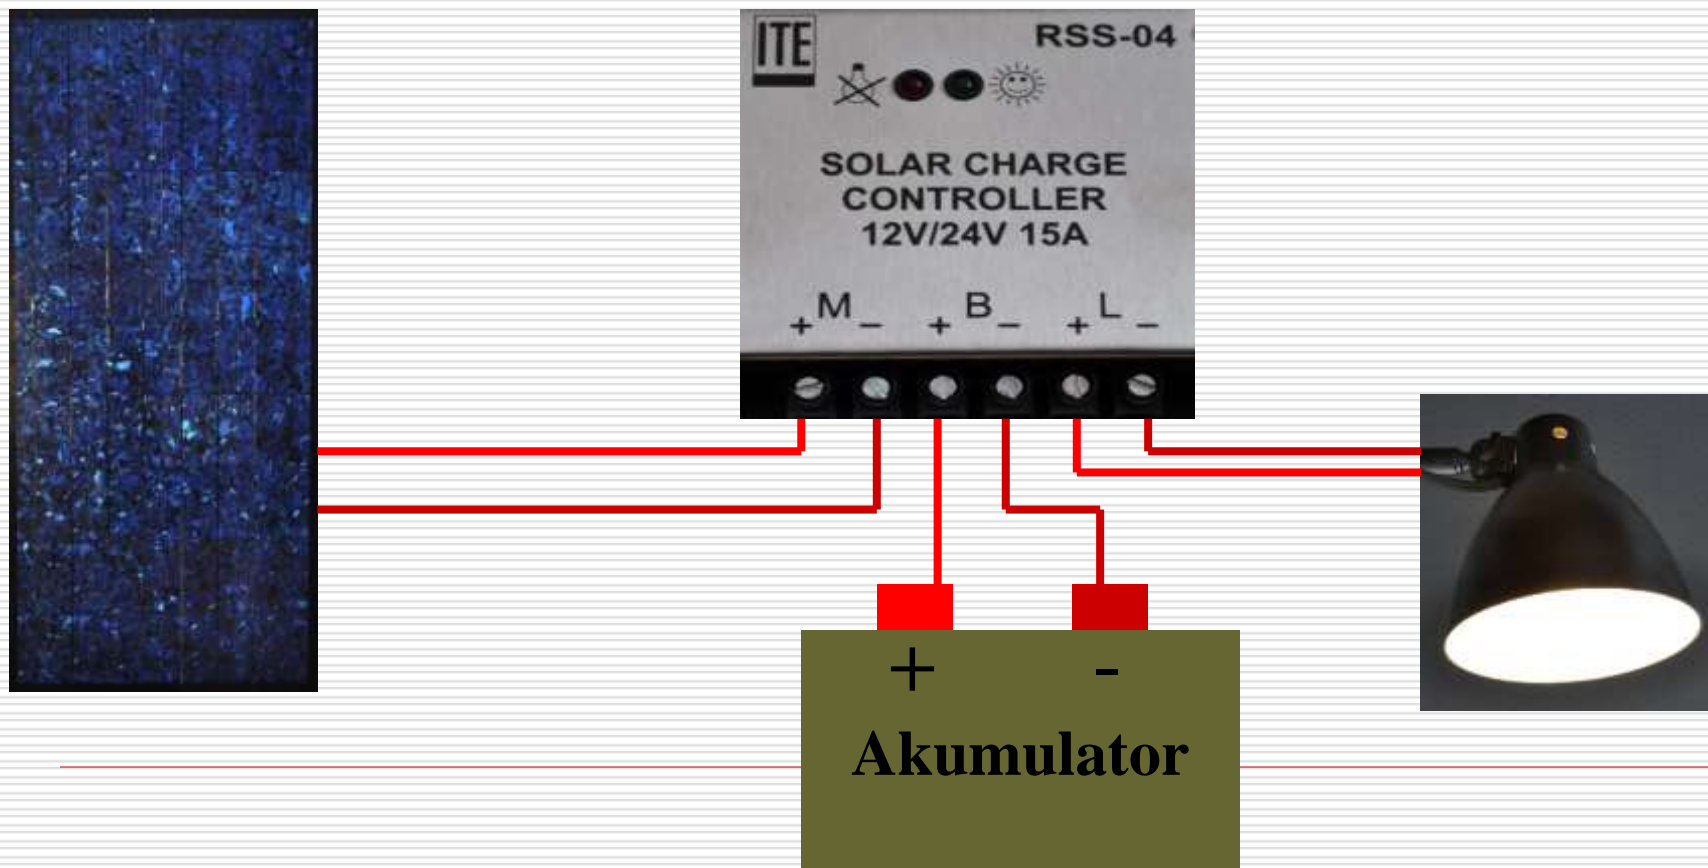 ITE
RSS-04
SOLAR CHARGE
CONTROLLER
12V/24V 15A
M B L
+ − + − + −
+ -
Akumulator